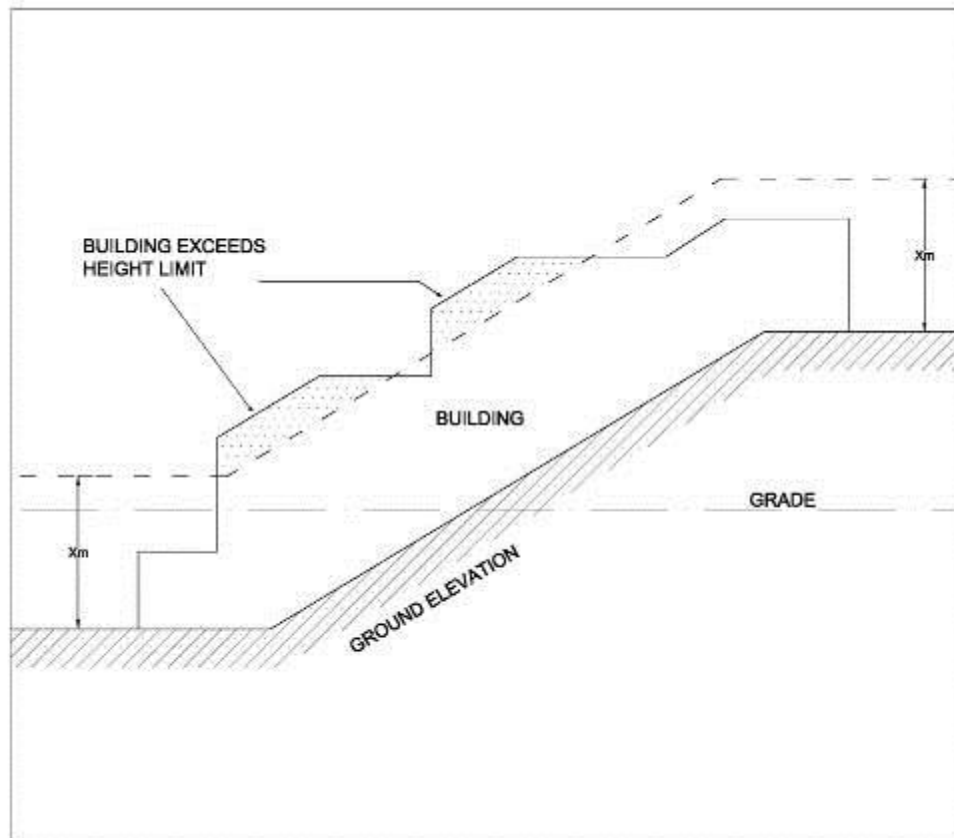 BUILDING EXCEEDS
HEIGHT LIMIT
Xm
BUILDING
GRADE
Xm
GROUND ELEVATION